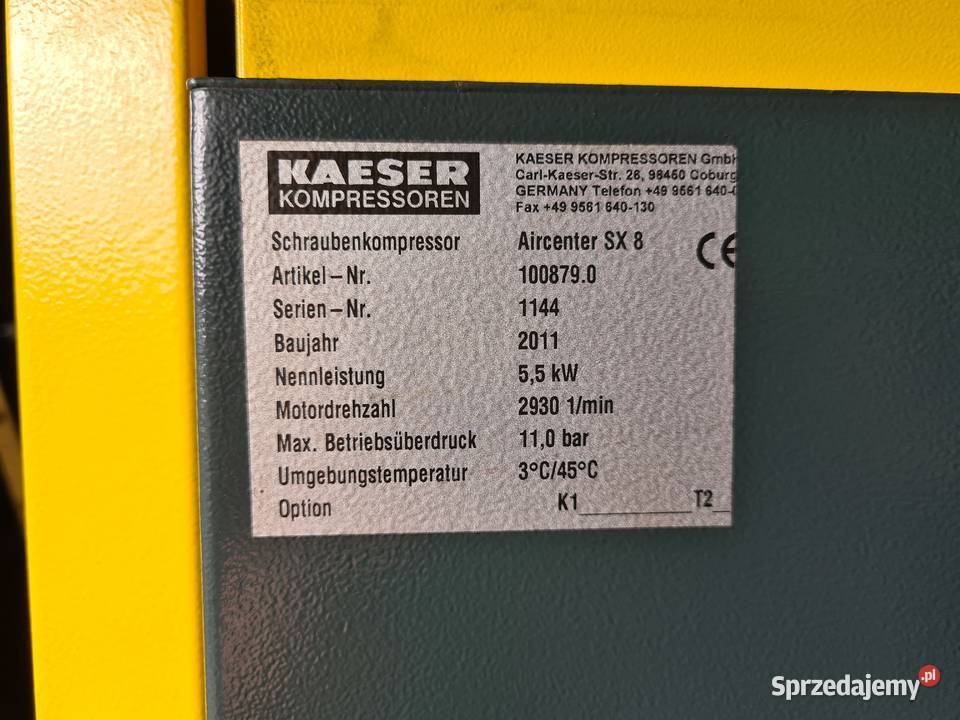 KAESER
KOMPRESSOREN
KAESER KOMPRESSOREN GmbH
Carl-Kaeser-Str. 26, 96450 Coburg
GERMANY Telefon +49 9561 640-0
Fax +49 9561 640-130
CE
Schraubenkompressor Aircenter SX 8
Artikel–Nr. 100879.0
Serien–Nr. 1144
Baujahr 2011
Nennleistung 5,5 kW
Motordrehzahl 2930 1/min
Max. Betriebsüberdruck 11,0 bar
Umgebungstemperatur 3°C/45°C
Option K1__________T2_
Sprzedajemy.pl